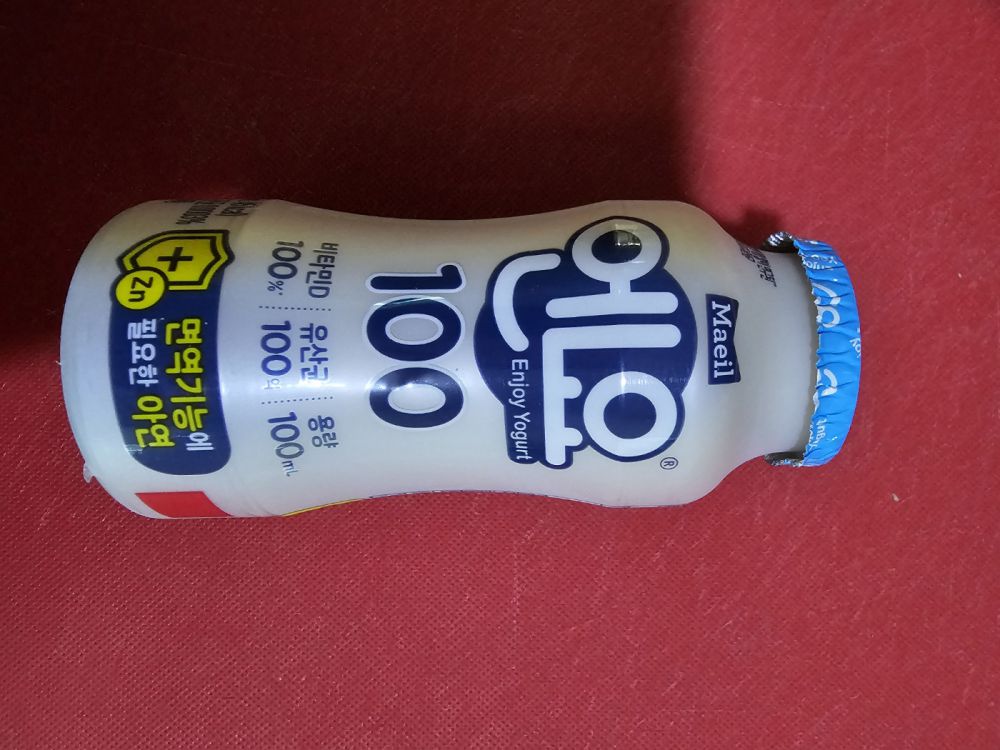 Maeil
엔요®
Enjoy Yogurt
100
비타민D 유산균 용량
100%* 100억 100mL
Zn
면역기능에
필요한 아연